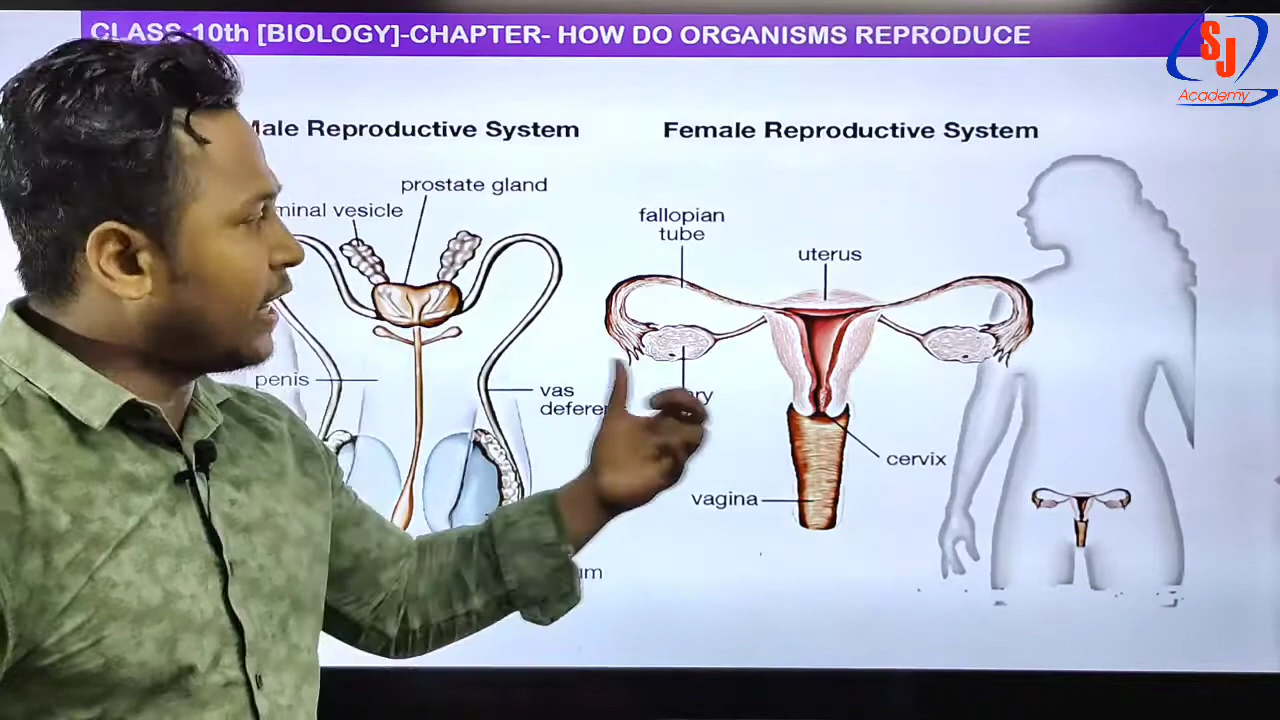 CLASS-10th [BIOLOGY]-CHAPTER- HOW DO ORGANISMS REPRODUCE
SJ
Academy
Male Reproductive System
Female Reproductive System
prostate gland
vesicle
fallopian
tube
uterus
penis
vas
cervix
vagina